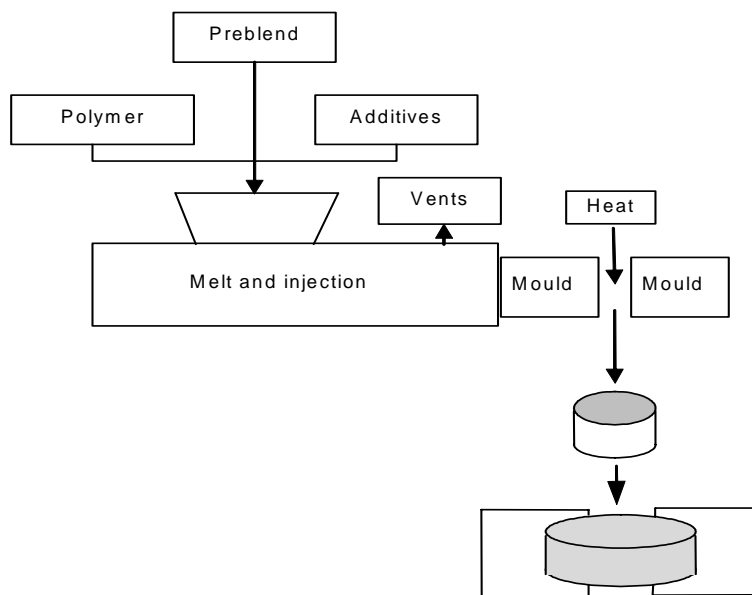 Preblend
Polymer
Additives
Vents
Heat
Melt and injection
Mould
Mould